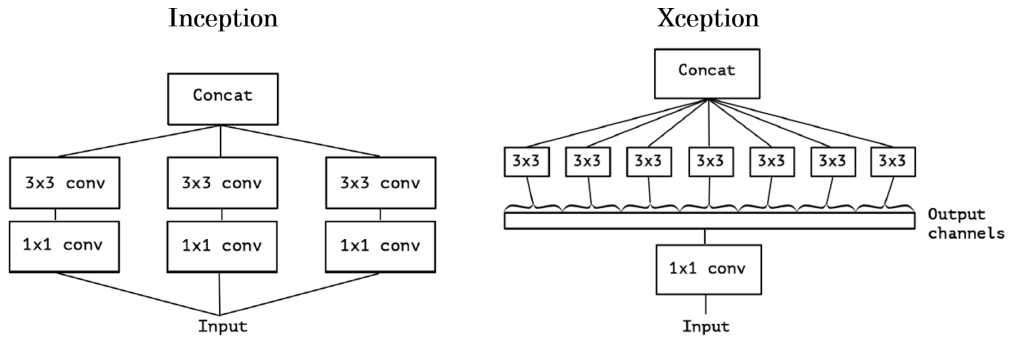 Inception
Concat
3x3 conv 3x3 conv 3x3 conv
1x1 conv 1x1 conv 1x1 conv
Input
Xception
Concat
3x3 3x3 3x3 3x3 3x3 3x3 3x3
Output
channels
1x1 conv
Input